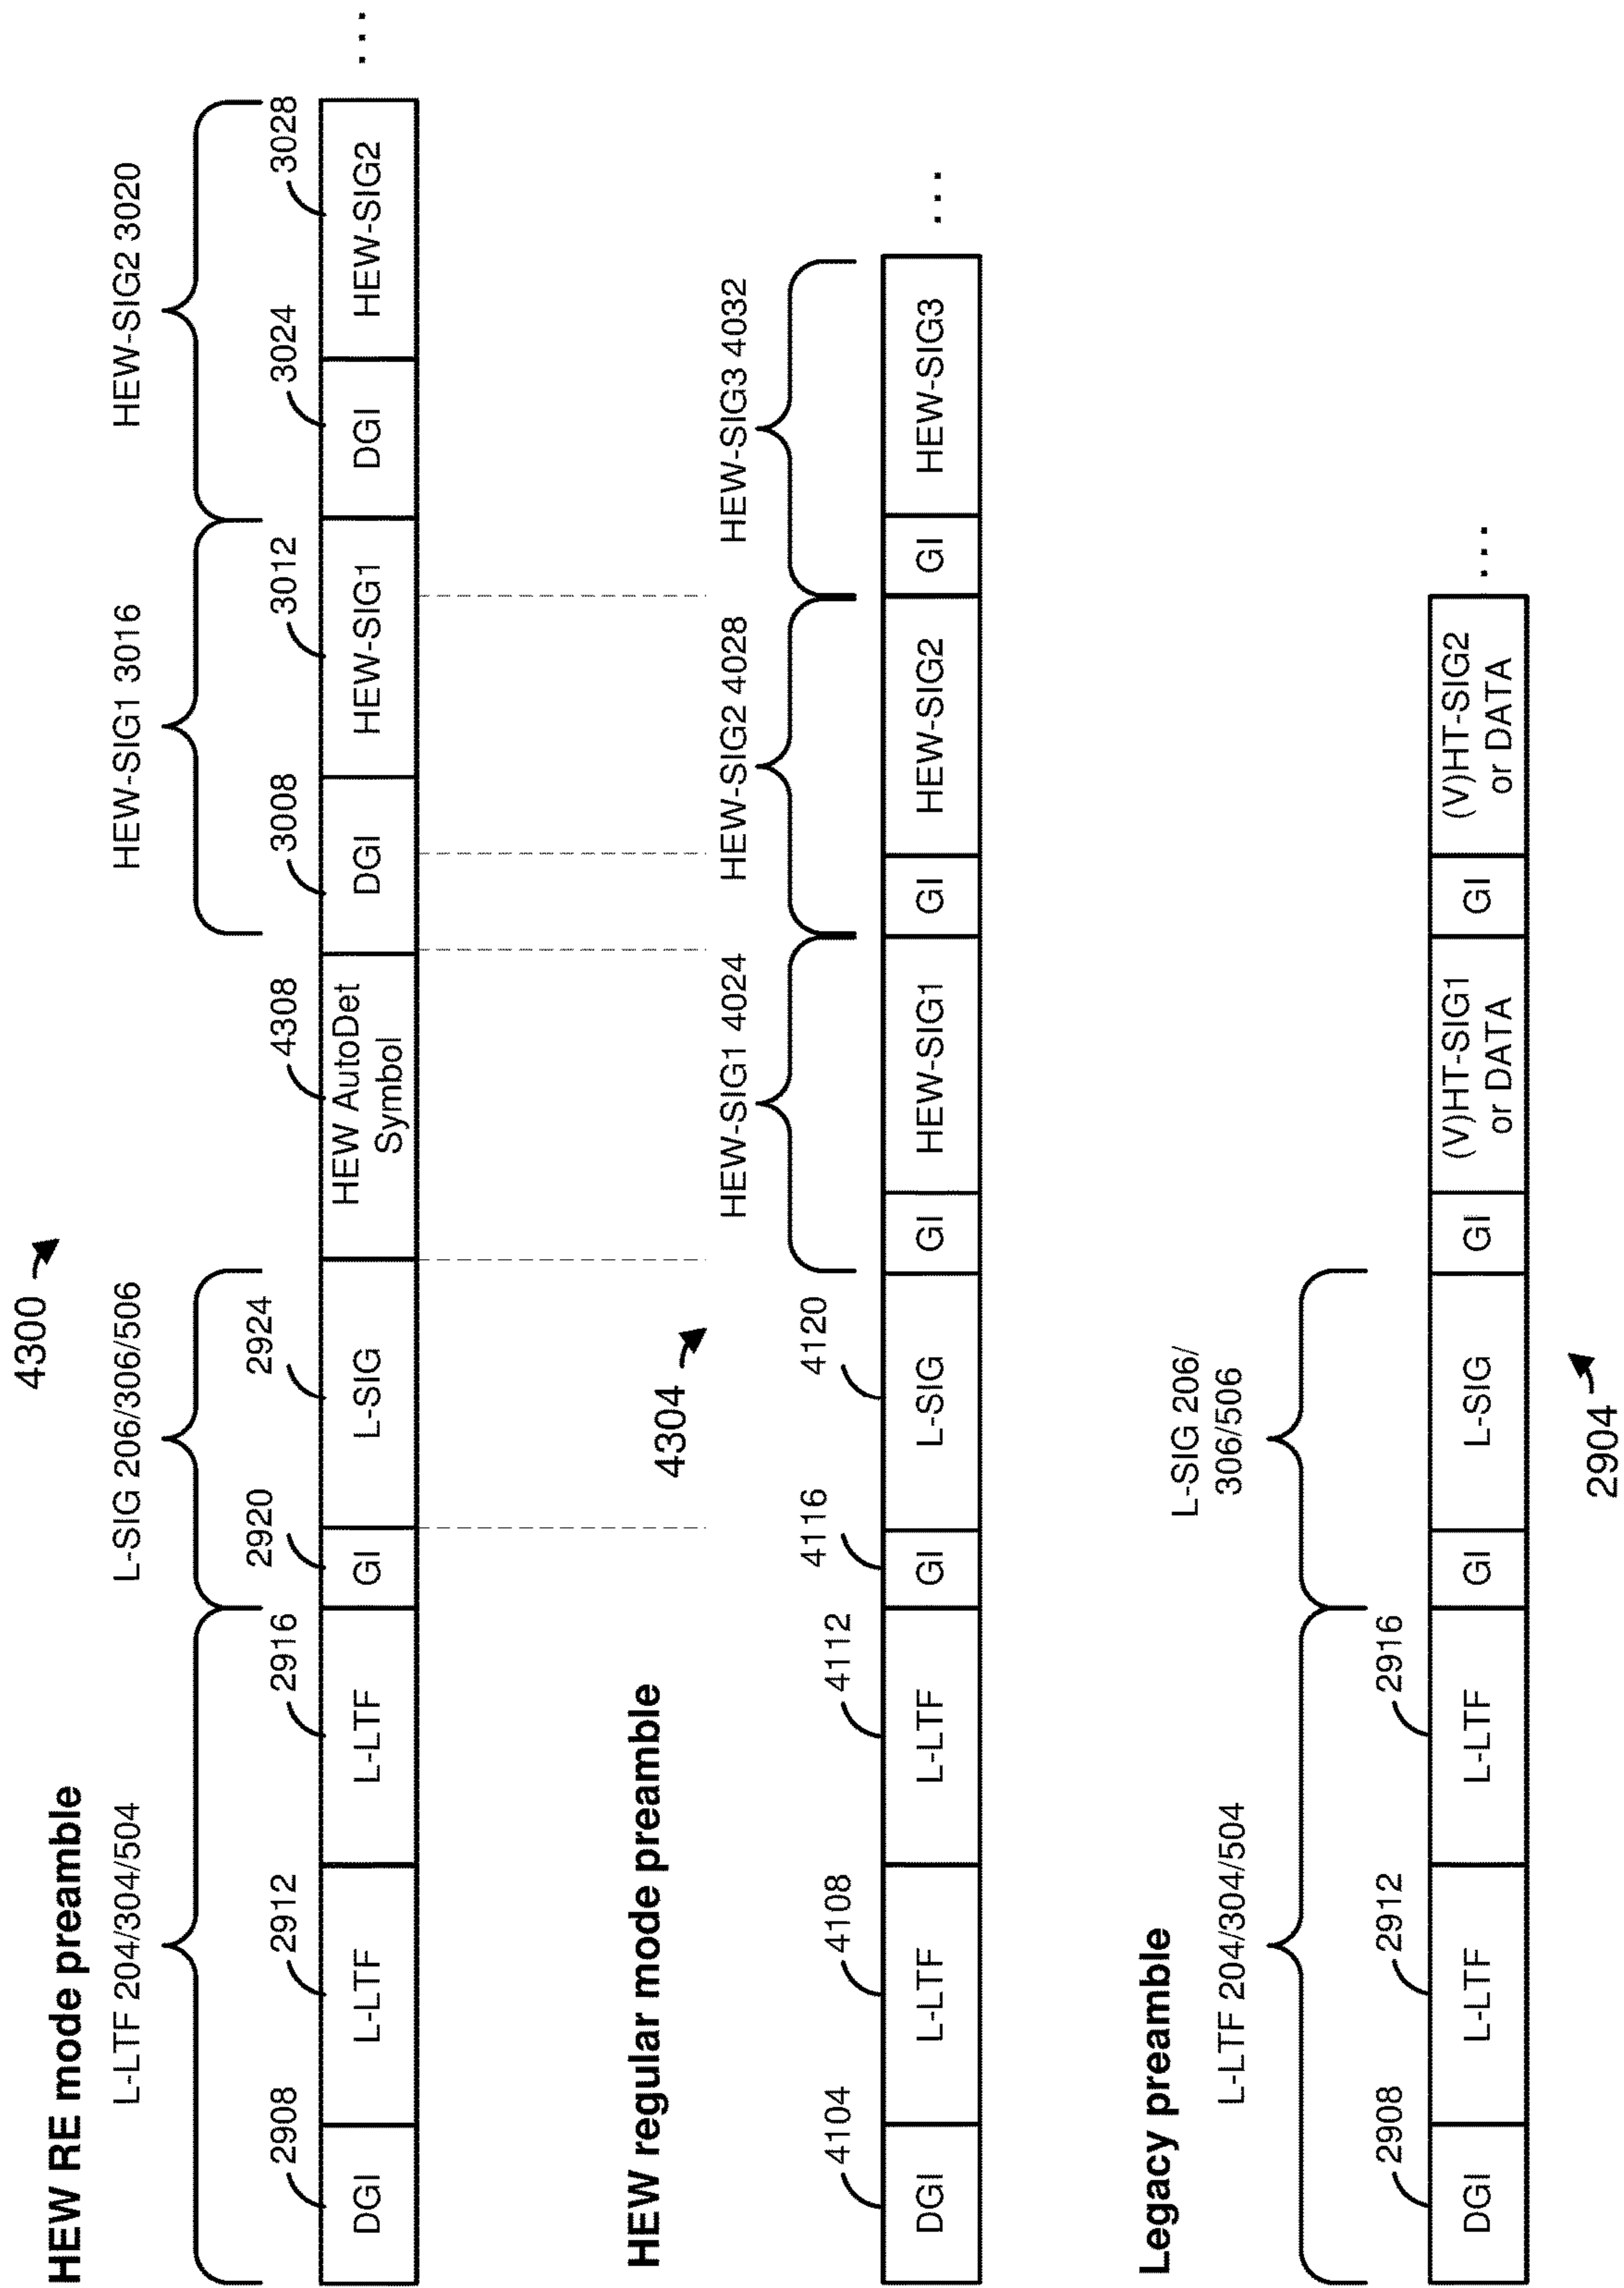 4300
HEW RE mode preamble
L-LTF 204/304/504
L-SIG 206/306/506
HEW-SIG1 3016
HEW-SIG2 3020
2908
2912
2916
2920
2924
4308
3008
3012
3024
3028
DGI
L-LTF
L-LTF
GI
L-SIG
HEW AutoDet
Symbol
DGI
HEW-SIG1
DGI
HEW-SIG2
...
HEW regular mode preamble
4304
HEW-SIG1 4024
HEW-SIG2 4028
HEW-SIG3 4032
4104
4108
4112
4116
4120
DGI
L-LTF
L-LTF
GI
L-SIG
GI
HEW-SIG1
GI
HEW-SIG2
GI
HEW-SIG3
...
Legacy preamble
L-LTF 204/304/504
L-SIG 206/
306/506
2908
2912
2916
DGI
L-LTF
L-LTF
GI
L-SIG
GI
(V)HT-SIG1
or DATA
GI
(V)HT-SIG2
or DATA
...
2904